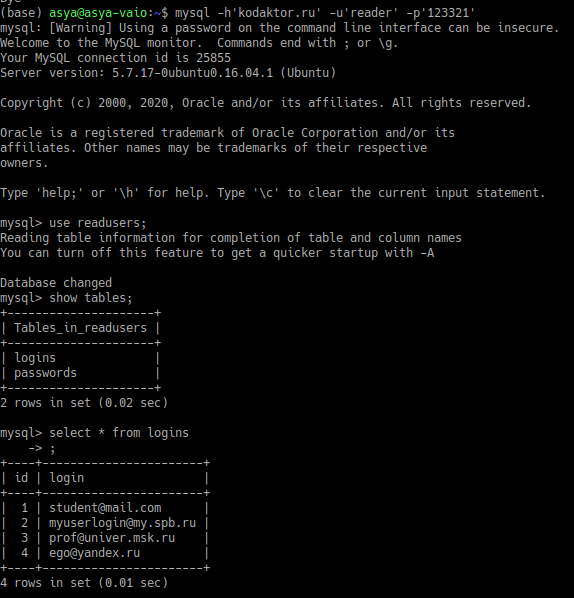 bye
(base) asya@asya-vaio:~$ mysql -h'kodaktor.ru' -u'reader' -p'123321'
mysql: [Warning] Using a password on the command line interface can be insecure.
Welcome to the MySQL monitor.  Commands end with ; or \g.
Your MySQL connection id is 25855
Server version: 5.7.17-0ubuntu0.16.04.1 (Ubuntu)

Copyright (c) 2000, 2020, Oracle and/or its affiliates. All rights reserved.

Oracle is a registered trademark of Oracle Corporation and/or its
affiliates. Other names may be trademarks of their respective
owners.

Type 'help;' or '\h' for help. Type '\c' to clear the current input statement.

mysql> use readusers;
Reading table information for completion of table and column names
You can turn off this feature to get a quicker startup with -A

Database changed
mysql> show tables;
+---------------------+
| Tables_in_readusers |
+---------------------+
| logins              |
| passwords           |
+---------------------+
2 rows in set (0.02 sec)

mysql> select * from logins
    -> ;
+----+-----------------------+
| id | login                 |
+----+-----------------------+
|  1 | student@mail.com      |
|  2 | myuserlogin@my.spb.ru |
|  3 | prof@univer.msk.ru    |
|  4 | ego@yandex.ru         |
+----+-----------------------+
4 rows in set (0.01 sec)